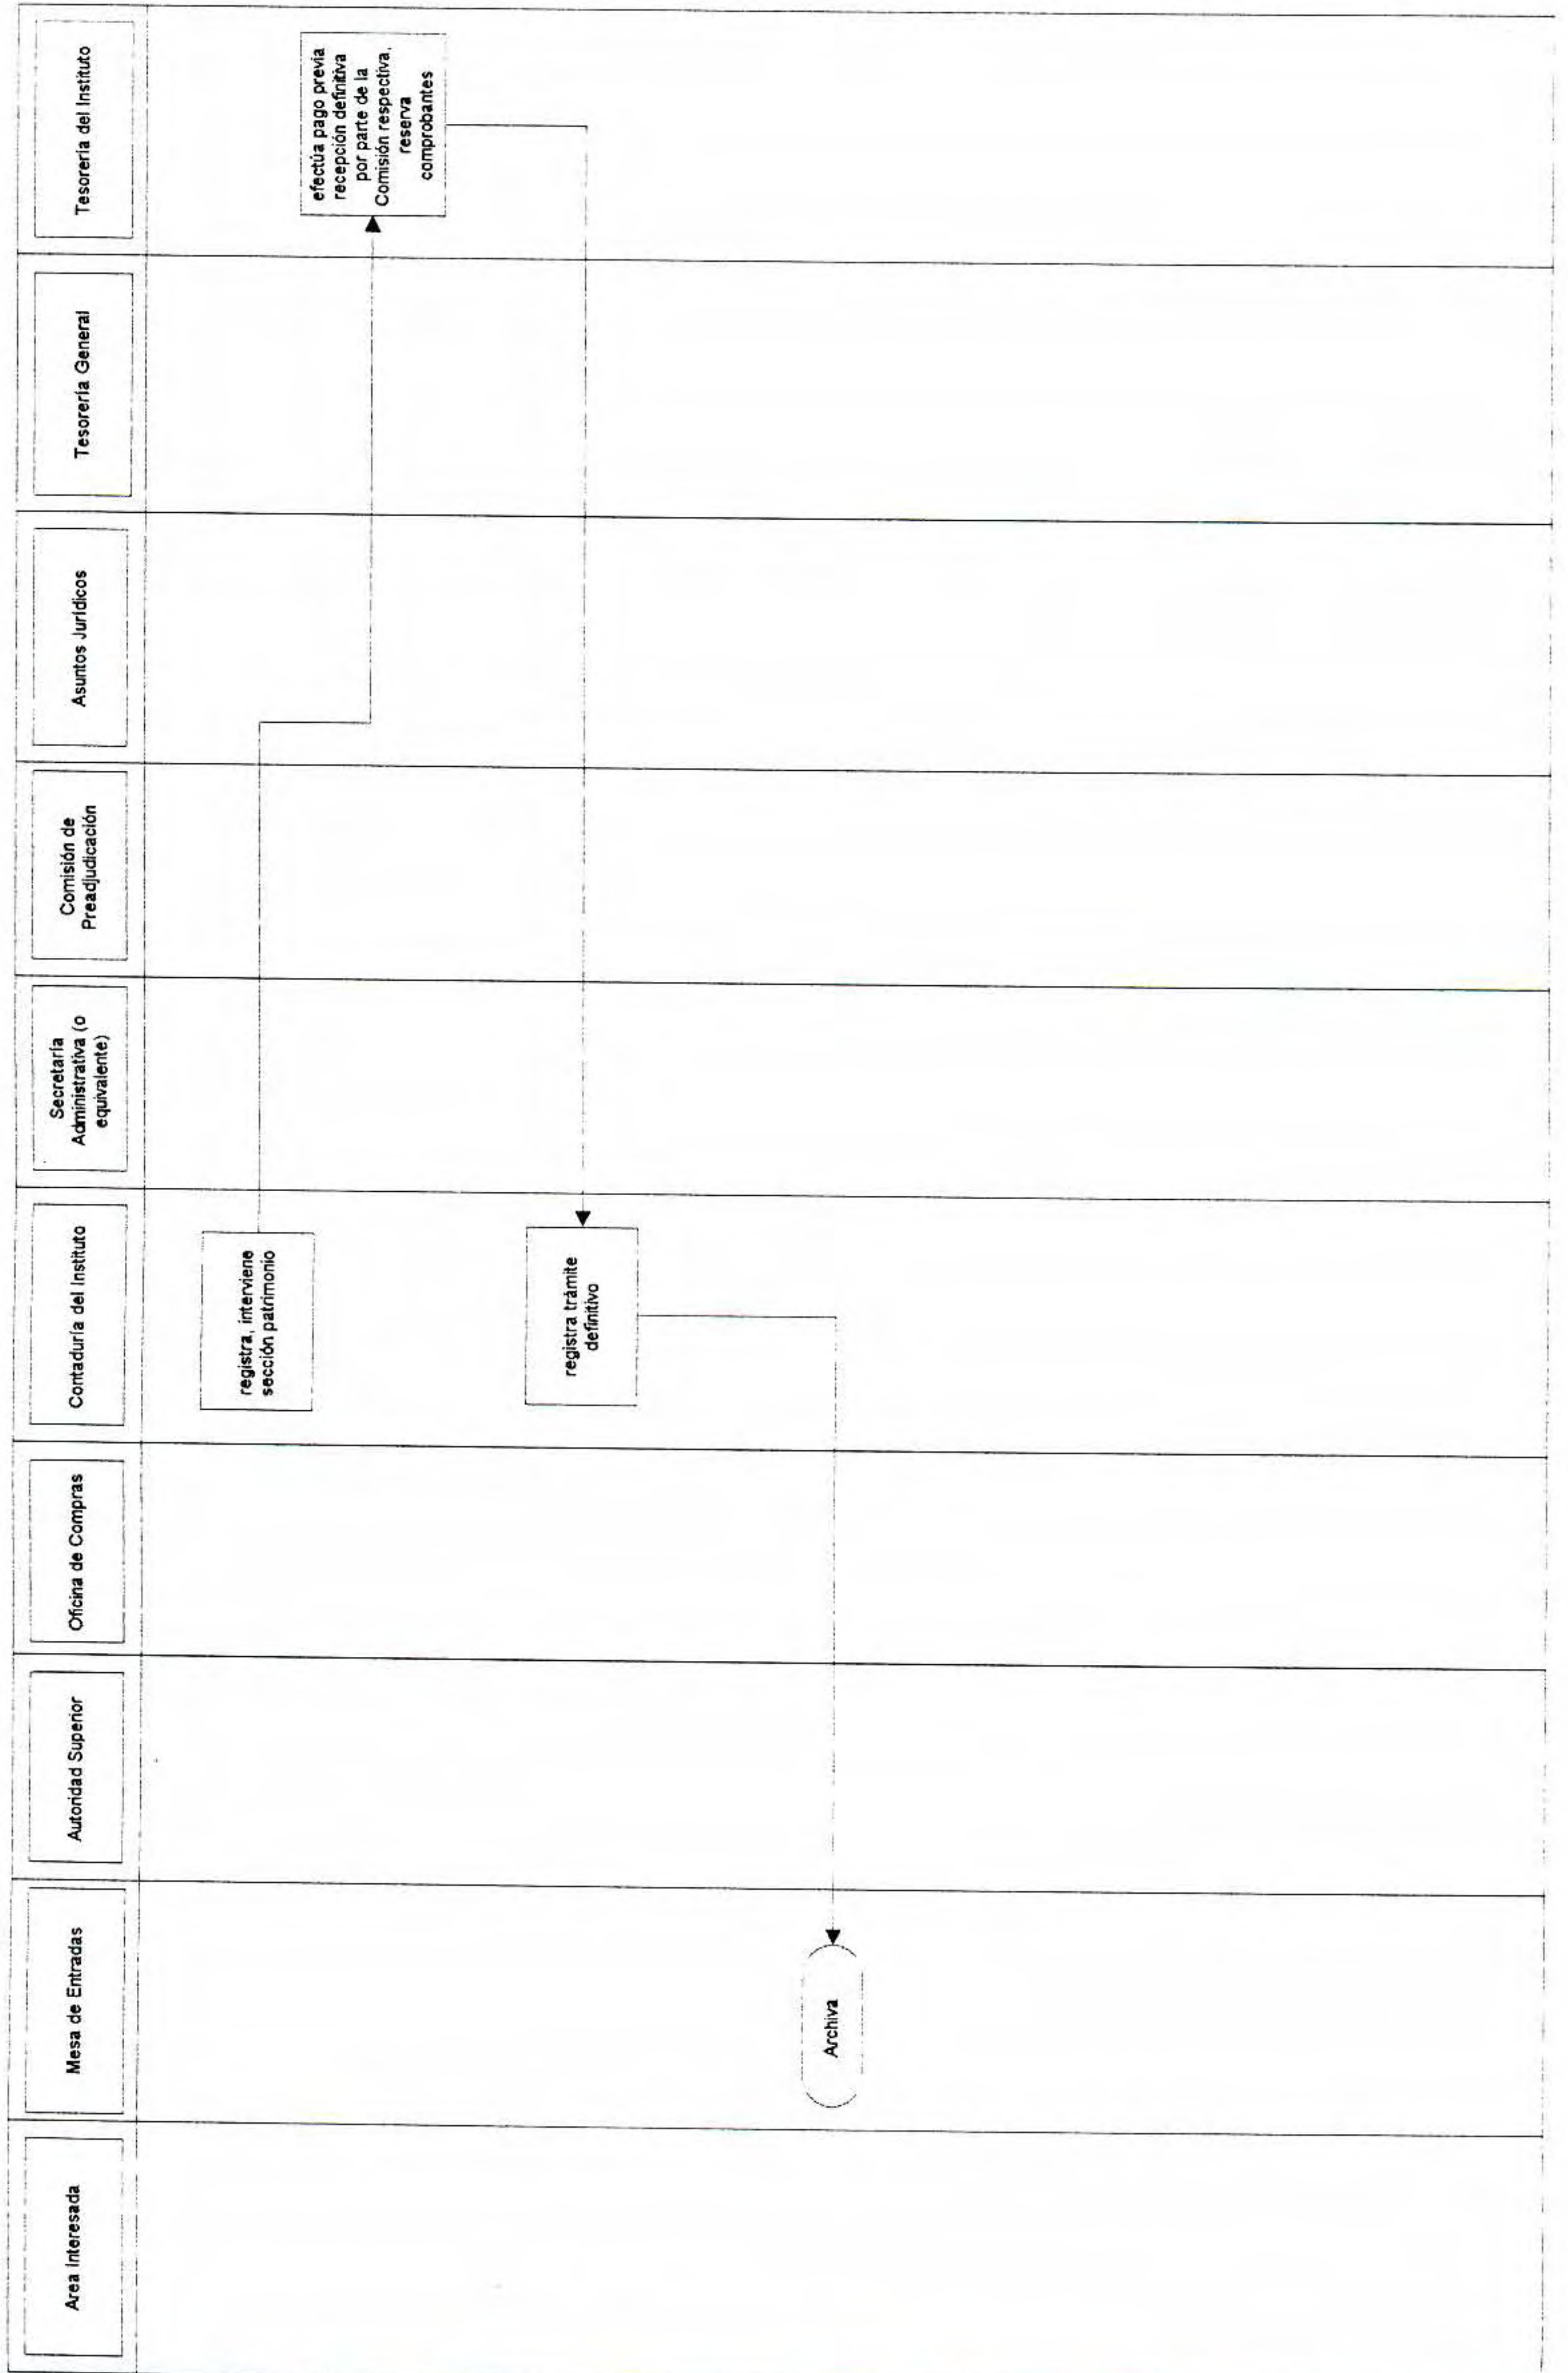 Area Interesada
Mesa de Entradas
Autoridad Superior
Oficina de Compras
Contaduría del Instituto
Secretaría
Administrativa (o
equivalente)
Comisión de
Preadjudicación
Asuntos Jurídicos
Tesorería General
Tesorería del Instituto
registra, interviene
sección patrimonio
efectúa pago previa
recepción definitiva
por parte de la
Comisión respectiva,
reserva
comprobantes
registra trámite
definitivo
Archiva